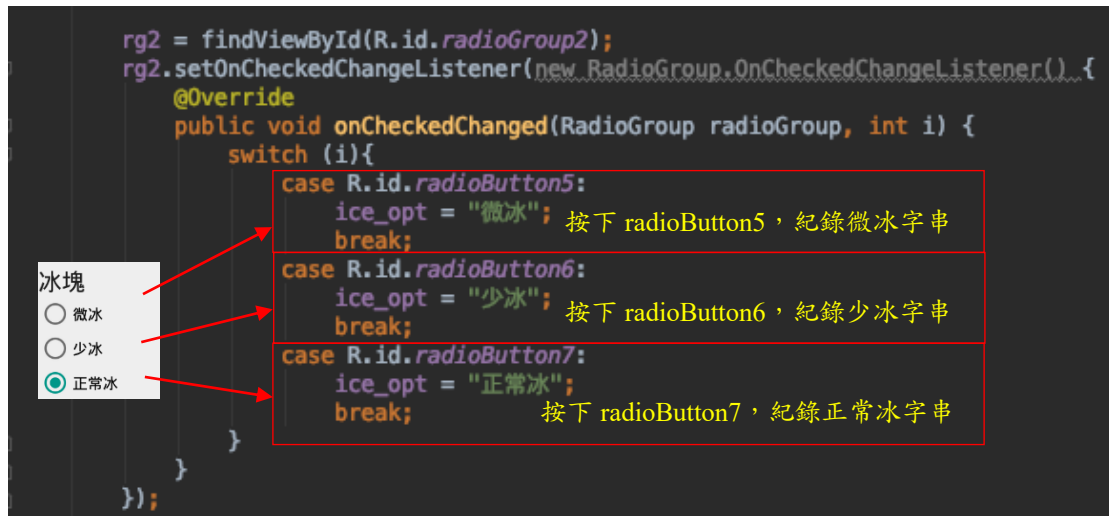 rg2 = findViewById(R.id.radioGroup2);
rg2.setOnCheckedChangeListener(new RadioGroup.OnCheckedChangeListener() {
@Override
public void onCheckedChanged(RadioGroup radioGroup, int i) {
switch (i){
case R.id.radioButton5:
ice_opt = "微冰";
按下 radioButton5,紀錄微冰字串
break;
case R.id.radioButton6:
ice_opt = "少冰";
按下 radioButton6,紀錄少冰字串
break;
case R.id.radioButton7:
ice_opt = "正常冰";
break;
按下 radioButton7,紀錄正常冰字串
}
}
});
冰塊
微冰
少冰
正常冰